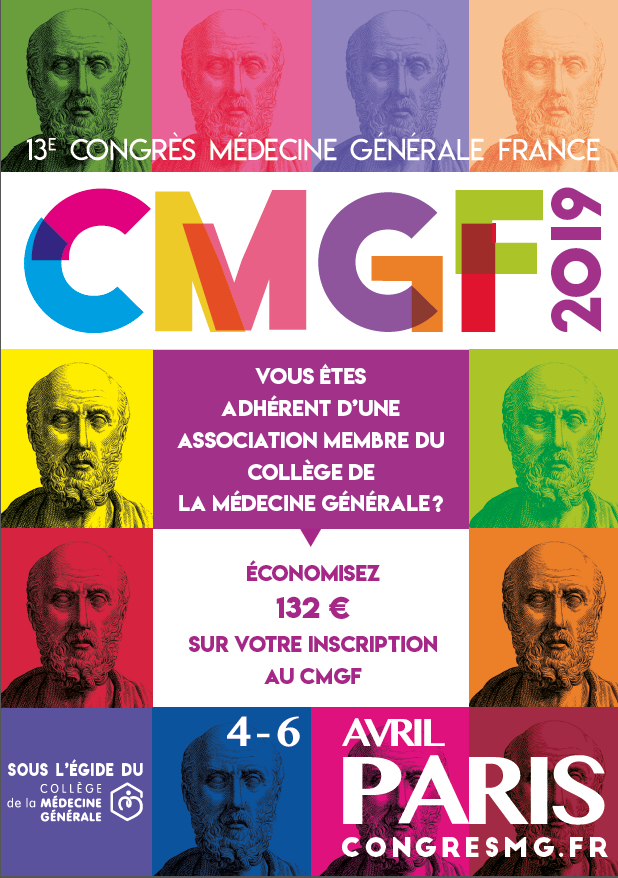 13E CONGRÈS MÉDECINE GÉNÉRALE FRANCE
CMGF 2019
VOUS ÊTES
ADHÉRENT D'UNE
ASSOCIATION MEMBRE DU
COLLÈGE DE
LA MÉDECINE GÉNÉRALE ?
ÉCONOMISEZ
132 €
SUR VOTRE INSCRIPTION
AU CMGF
4-6 AVRIL
PARIS
CONGRESMG.FR
SOUS L'ÉGIDE DU
COLLÈGE
de la MÉDECINE
GÉNÉRALE